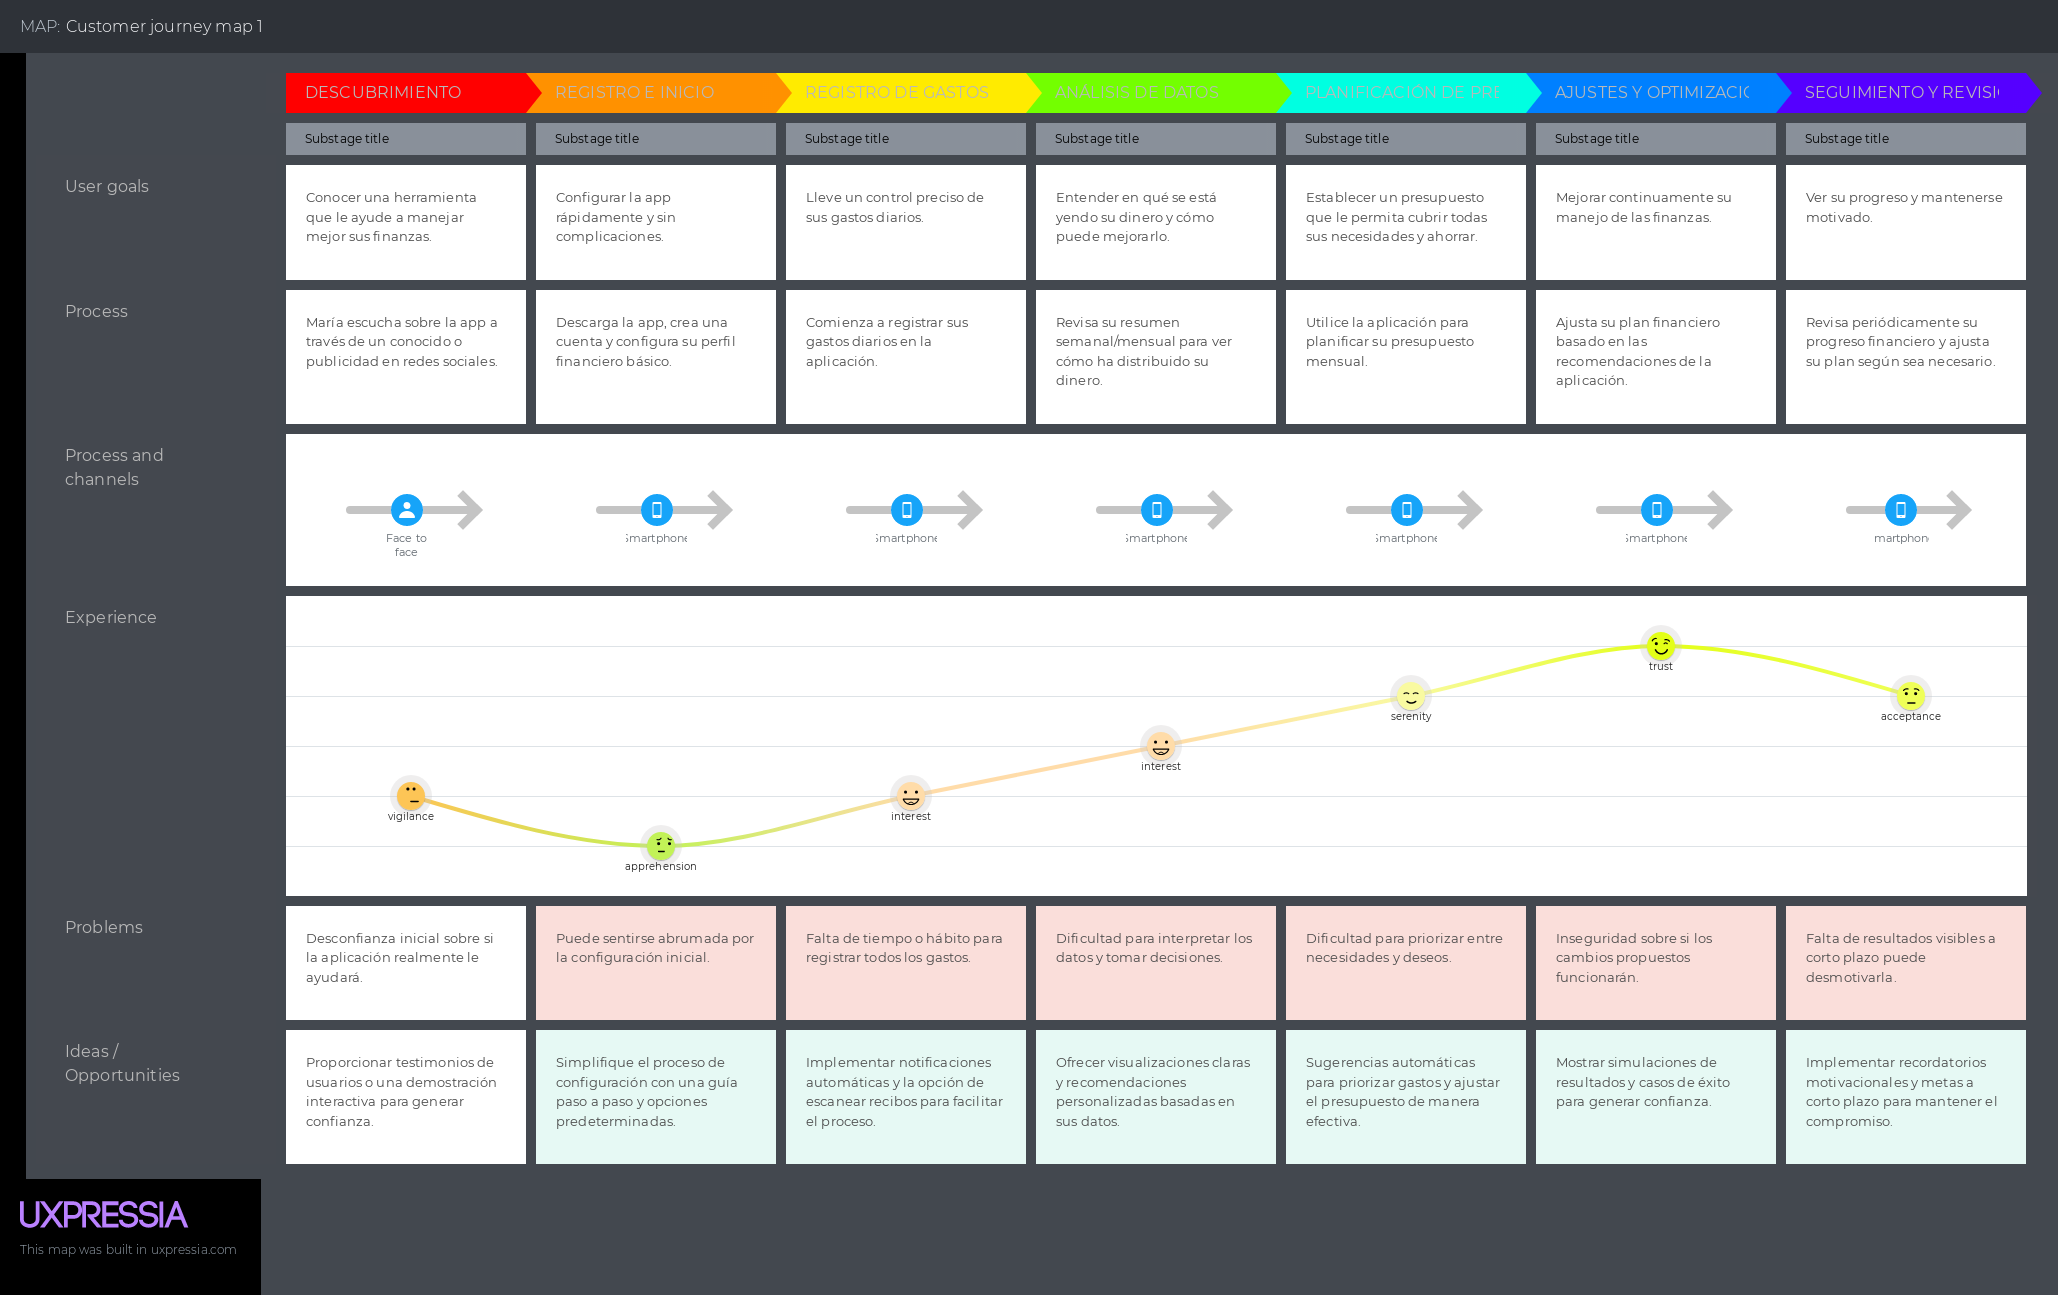 MAP: Customer journey map 1
DESCUBRIMIENTO
REGISTRO E INICIO
REGISTRO DE GASTOS
ANÁLISIS DE DATOS
PLANIFICACIÓN DE PRE
AJUSTES Y OPTIMIZACIÓ
SEGUIMIENTO Y REVISI
Substage title
Substage title
Substage title
Substage title
Substage title
Substage title
Substage title
User goals
Conocer una herramienta
que le ayude a manejar
mejor sus finanzas.
Configurar la app
rápidamente y sin
complicaciones.
Lleve un control preciso de
sus gastos diarios.
Entender en qué se está
yendo su dinero y cómo
puede mejorarlo.
Establecer un presupuesto
que le permita cubrir todas
sus necesidades y ahorrar.
Mejorar continuamente su
manejo de las finanzas.
Ver su progreso y mantenerse
motivado.
Process
María escucha sobre la app a
través de un conocido o
publicidad en redes sociales.
Descarga la app, crea una
cuenta y configura su perfil
financiero básico.
Comienza a registrar sus
gastos diarios en la
aplicación.
Revisa su resumen
semanal/mensual para ver
cómo ha distribuido su
dinero.
Utilice la aplicación para
planificar su presupuesto
mensual.
Ajusta su plan financiero
basado en las
recomendaciones de la
aplicación.
Revisa periódicamente su
progreso financiero y ajusta
su plan según sea necesario.
Process and
channels
Face to
face
Smartphone
Smartphone
Smartphone
Smartphone
Smartphone
martphon
Experience
vigilance
apprehension
interest
interest
serenity
trust
acceptance
Problems
Desconfianza inicial sobre si
la aplicación realmente le
ayudará.
Puede sentirse abrumada por
la configuración inicial.
Falta de tiempo o hábito para
registrar todos los gastos.
Dificultad para interpretar los
datos y tomar decisiones.
Dificultad para priorizar entre
necesidades y deseos.
Inseguridad sobre si los
cambios propuestos
funcionarán.
Falta de resultados visibles a
corto plazo puede
desmotivarla.
Ideas /
Opportunities
Proporcionar testimonios de
usuarios o una demostración
interactiva para generar
confianza.
Simplifique el proceso de
configuración con una guía
paso a paso y opciones
predeterminadas.
Implementar notificaciones
automáticas y la opción de
escanear recibos para facilitar
el proceso.
Ofrecer visualizaciones claras
y recomendaciones
personalizadas basadas en
sus datos.
Sugerencias automáticas
para priorizar gastos y ajustar
el presupuesto de manera
efectiva.
Mostrar simulaciones de
resultados y casos de éxito
para generar confianza.
Implementar recordatorios
motivacionales y metas a
corto plazo para mantener el
compromiso.
UXPRESSIA
This map was built in uxpressia.com